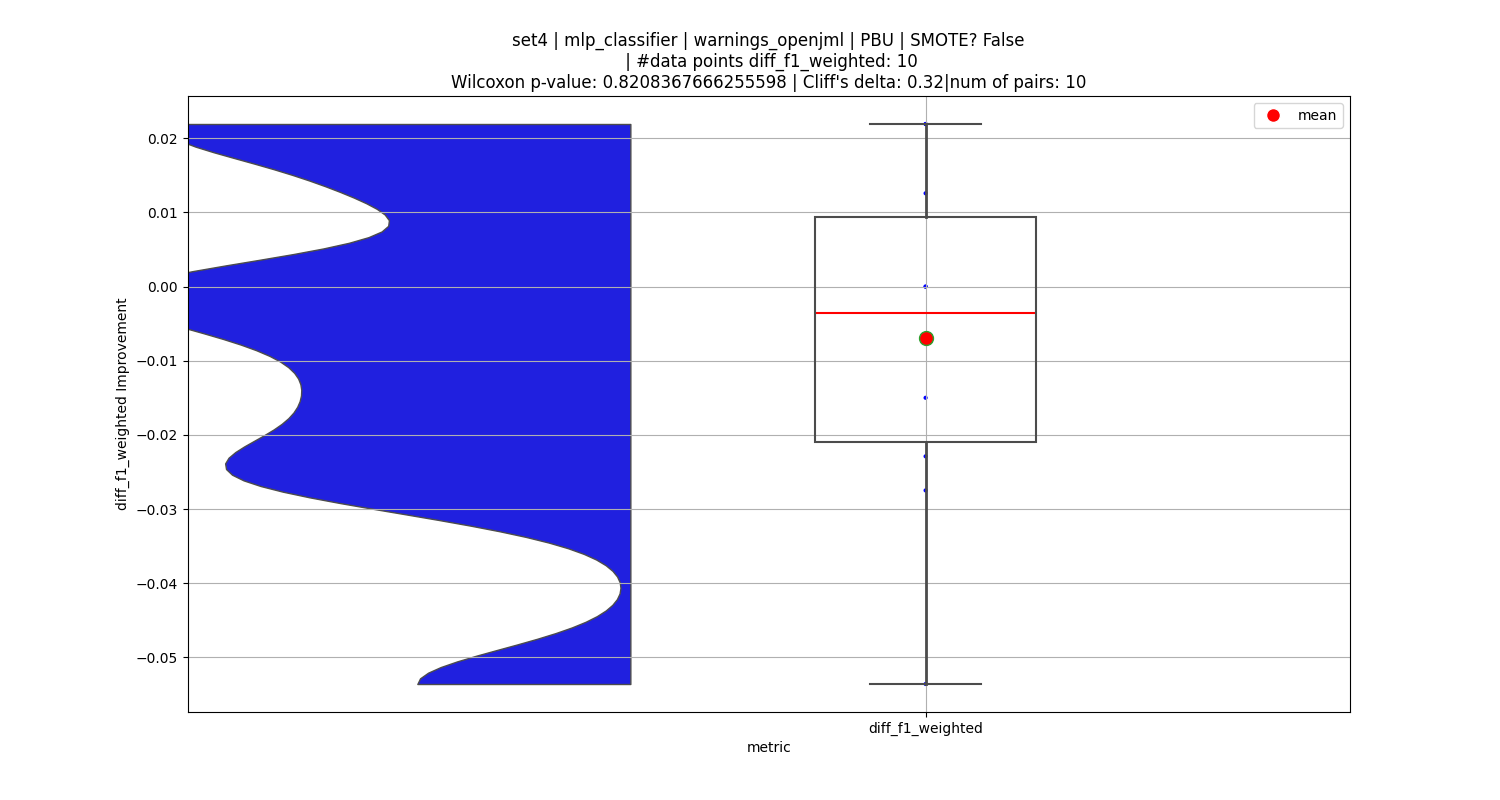 set4 | mlp_classifier | warnings_openjml | PBU | SMOTE? False
| #data points diff_f1_weighted: 10
Wilcoxon p-value: 0.8208367666255598 | Cliff's delta: 0.32|num of pairs: 10
mean
0.02
0.01
0.00
−0.01
−0.02
−0.03
−0.04
−0.05
diff_f1_weighted Improvement
diff_f1_weighted
metric